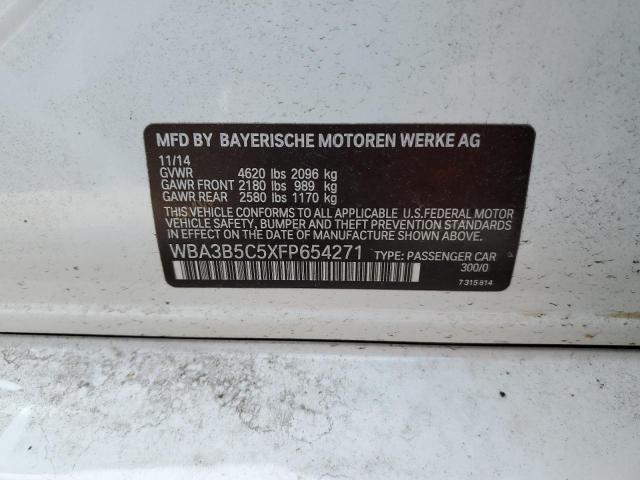 MFD BY BAYERISCHE MOTOREN WERKE AG
11/14
GVWR 4620 lbs 2096 kg
GAWR FRONT 2180 lbs 989 kg
GAWR REAR 2580 lbs 1170 kg
THIS VEHICLE CONFORMS TO ALL APPLICABLE U.S.FEDERAL MOTOR
VEHICLE SAFETY, BUMPER AND THEFT PREVENTION STANDARDS
IN EFFECT ON THE DATE OF MANUFACTURE SHOWN ABOVE.
WBA3B5C5XFP654271 TYPE: PASSENGER CAR
300/0
7315814